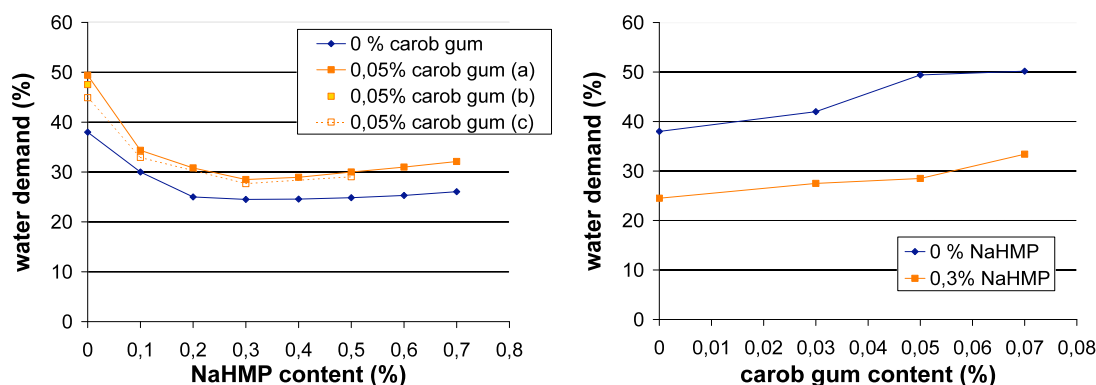 60
50
40
30
20
10
0
water demand (%)
0 % carob gum
0,05% carob gum (a)
0,05% carob gum (b)
0,05% carob gum (c)
0 0,1 0,2 0,3 0,4 0,5 0,6 0,7 0,8
NaHMP content (%)
60
50
40
30
20
10
0
water demand (%)
0 % NaHMP
0,3% NaHMP
0 0,01 0,02 0,03 0,04 0,05 0,06 0,07 0,08
carob gum content (%)